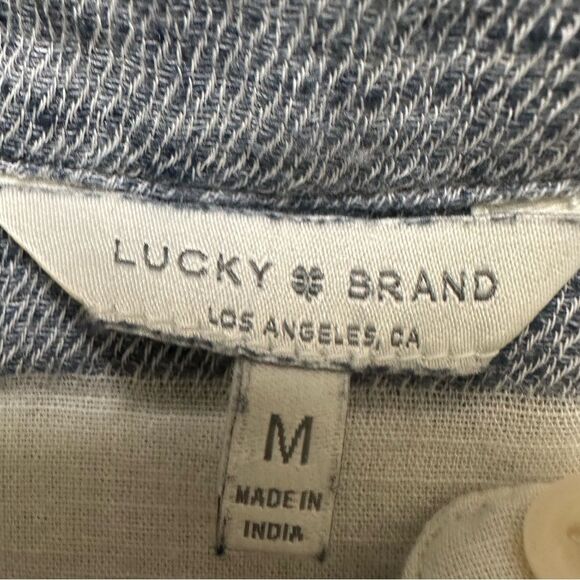 LUCKY BRAND
LOS ANGELES, CA
M
MADE IN
INDIA